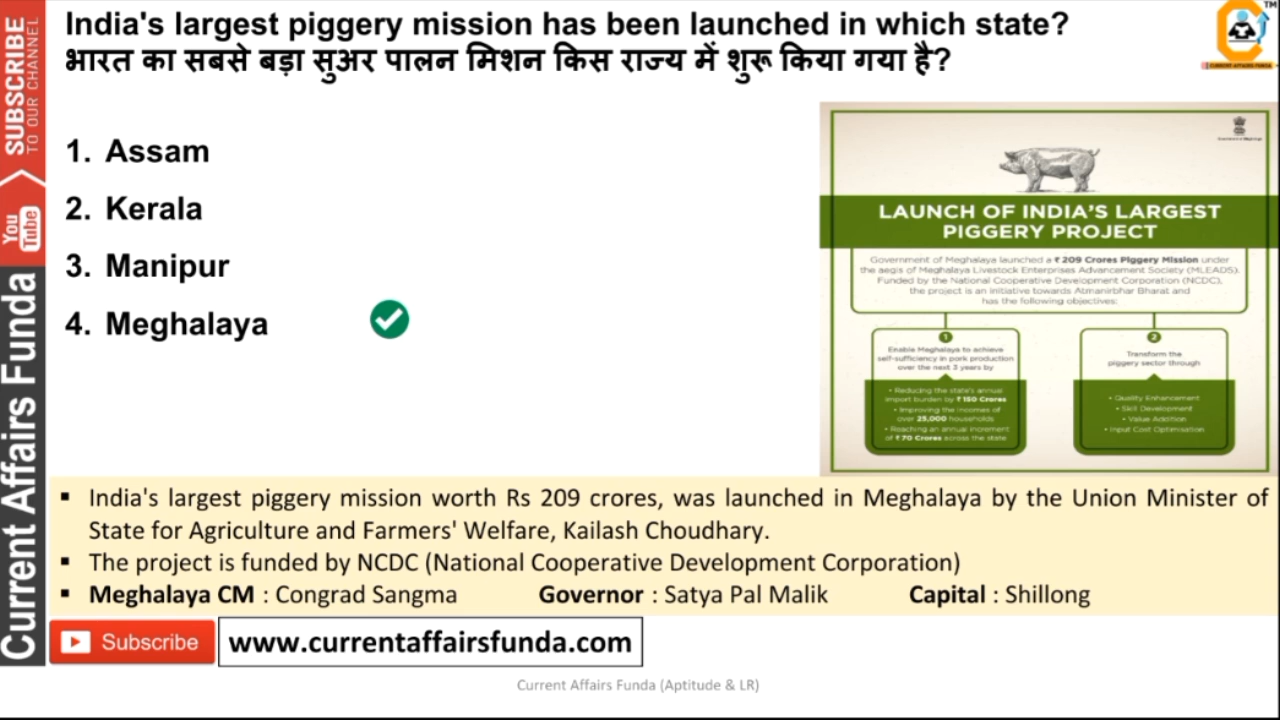 India's largest piggery mission has been launched in which state?
भारत का सबसे बड़ा सुअर पालन मिशन किस राज्य में शुरू किया गया है?
TM
CURRENT AFFAIRS FUNDA
SUBSCRIBE
TO OUR CHANNEL
You Tube
Current Affairs Funda
1. Assam
2. Kerala
3. Manipur
4. Meghalaya
LAUNCH OF INDIA'S LARGEST
PIGGERY PROJECT
Government of Meghalaya launched a ₹ 209 Crores Piggery Mission under
the aegis of Meghalaya Livestock Enterprises Advancement Society (MLEADS).
Funded by the National Cooperative Development Corporation (NCDC),
the project is an initiative towards Atmanirbhar Bharat and
has the following objectives:
1
Enable Meghalaya to achieve
self-sufficiency in pork production
over the next 3 years by
• Reducing the state's annual
import burden by ₹ 150 Crores
• Improving the incomes of
over 25,000 households
• Reaching an annual increment
of ₹ 70 Crores across the state
2
Transform the
piggery sector through
• Quality Enhancement
• Skill Development
• Value Addition
• Input Cost Optimisation
▪ India's largest piggery mission worth Rs 209 crores, was launched in Meghalaya by the Union Minister of
State for Agriculture and Farmers' Welfare, Kailash Choudhary.
▪ The project is funded by NCDC (National Cooperative Development Corporation)
▪ Meghalaya CM : Congrad Sangma Governor : Satya Pal Malik Capital : Shillong
Subscribe
www.currentaffairsfunda.com
Current Affairs Funda (Aptitude & LR)